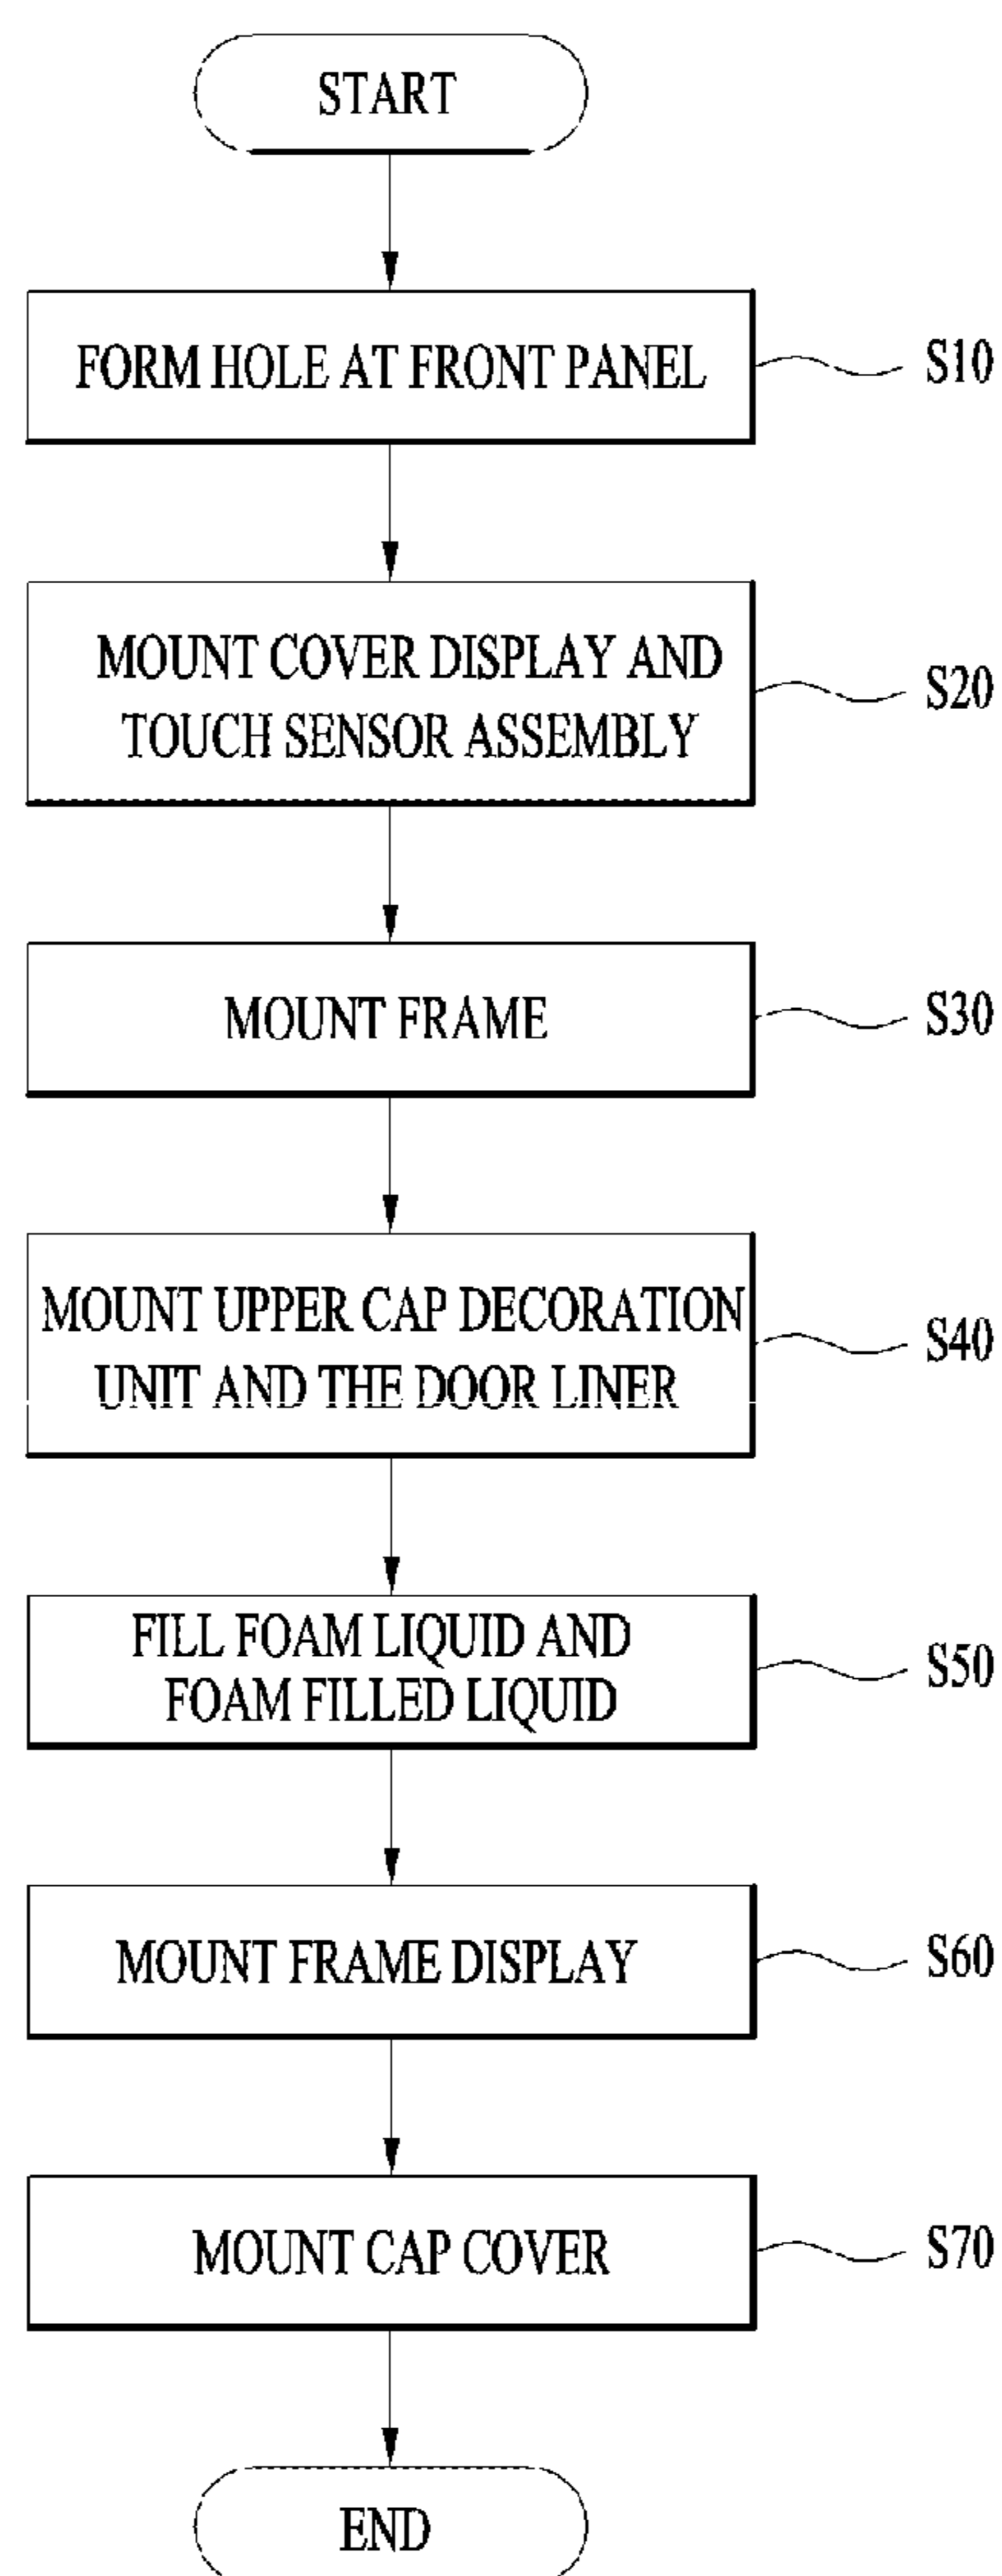 START
FORM HOLE AT FRONT PANEL
S10
MOUNT COVER DISPLAY AND
TOUCH SENSOR ASSEMBLY
S20
MOUNT FRAME
S30
MOUNT UPPER CAP DECORATION
UNIT AND THE DOOR LINER
S40
FILL FOAM LIQUID AND
FOAM FILLED LIQUID
S50
MOUNT FRAME DISPLAY
S60
MOUNT CAP COVER
S70
END